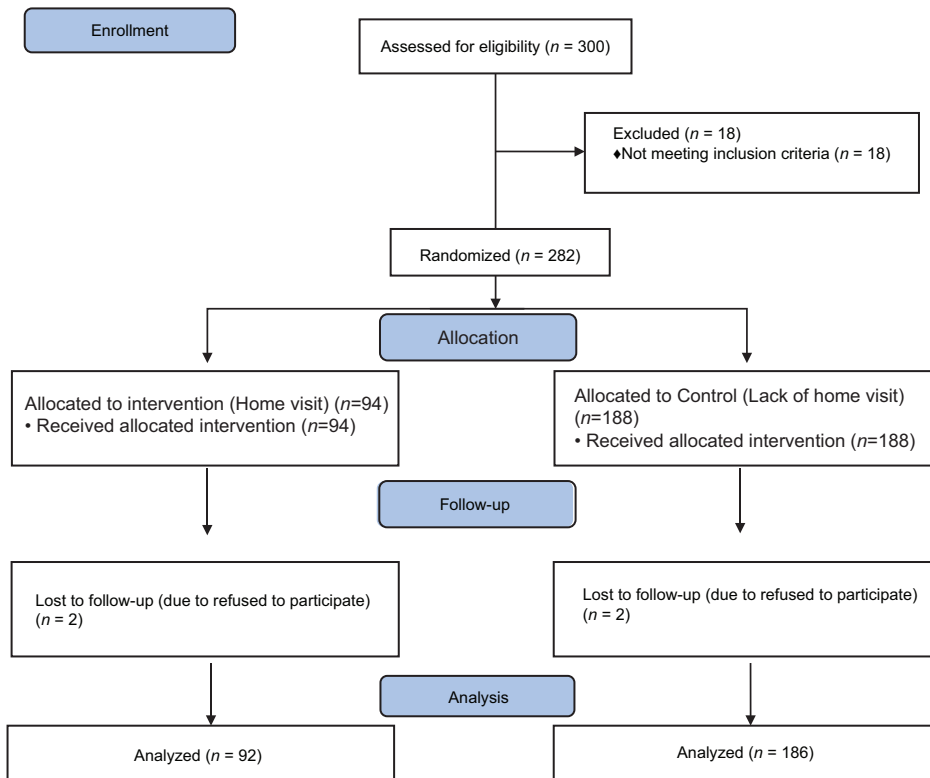 Enrollment
Assessed for eligibility (n = 300)
Excluded (n = 18)
♦Not meeting inclusion criteria (n = 18)
Randomized (n = 282)
Allocation
Allocated to intervention (Home visit) (n=94)
• Received allocated intervention (n=94)
Allocated to Control (Lack of home visit)
(n=188)
• Received allocated intervention (n=188)
Follow-up
Lost to follow-up (due to refused to participate)
(n = 2)
Lost to follow-up (due to refused to participate)
(n = 2)
Analysis
Analyzed (n = 92)
Analyzed (n = 186)